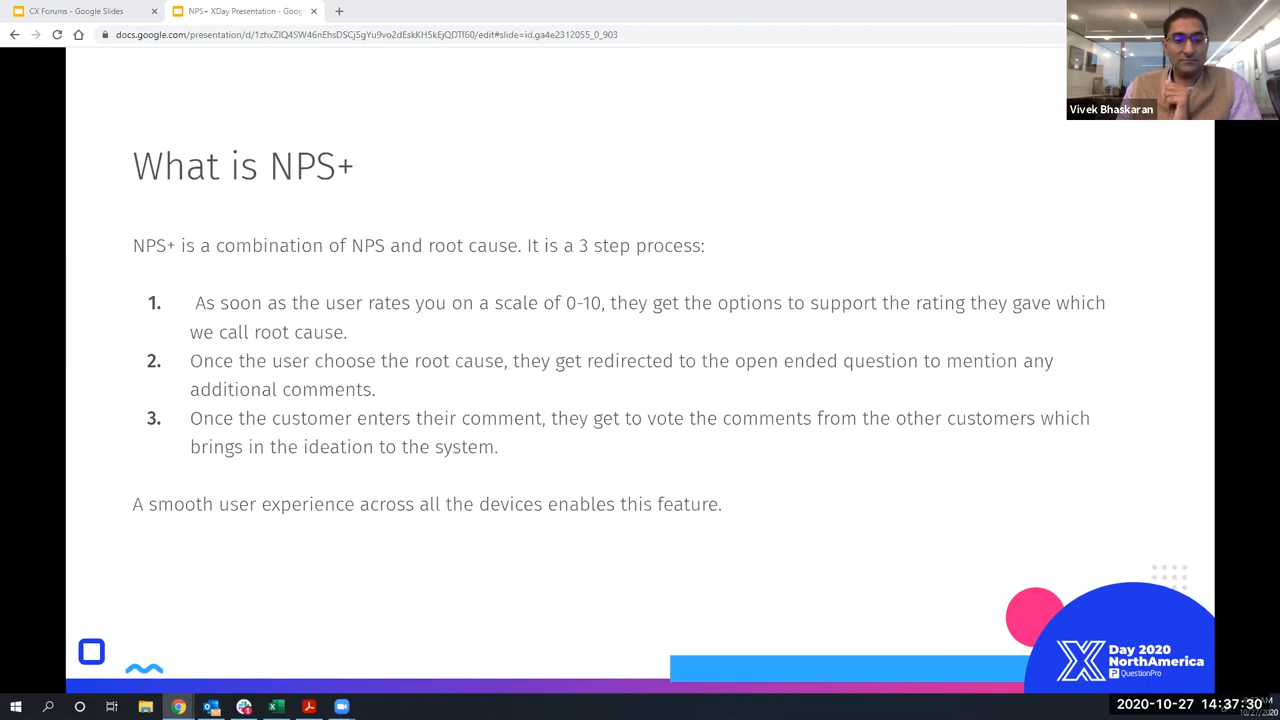 CX Forums - Google Slides
NPS+ XDay Presentation - Goog
docs.google.com/presentation/d/1zhxZIQ4SW46nEhsDSCj5gYu9vo2dEskKH5kEjQDTf60/edit#slide=id.ga4e2312055_0_903
Vivek Bhaskaran
What is NPS+
NPS+ is a combination of NPS and root cause. It is a 3 step process:
1. As soon as the user rates you on a scale of 0-10, they get the options to support the rating they gave which
we call root cause.
2. Once the user choose the root cause, they get redirected to the open ended question to mention any
additional comments.
3. Once the customer enters their comment, they get to vote the comments from the other customers which
brings in the ideation to the system.
A smooth user experience across all the devices enables this feature.
X Day 2020
NorthAmerica
QuestionPro
2020-10-27 14:37:30